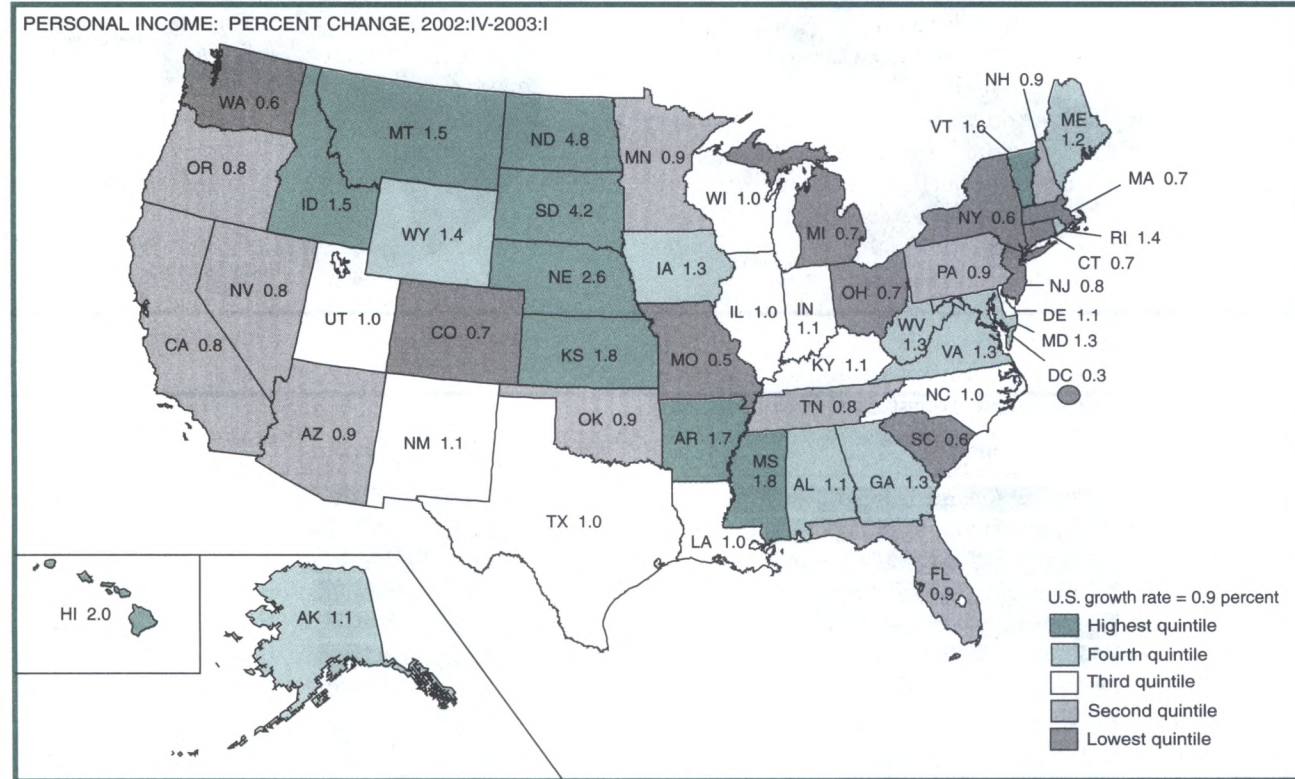 PERSONAL INCOME: PERCENT CHANGE, 2002:IV-2003:I
NH 0.9
WA 0.6
MT 1.5
ND 4.8
VT 1.6
ME
1.2
MN 0.9
OR 0.8
MA 0.7
ID 1.5
SD 4.2
WI 1.0
NY 0.6
WY 1.4
MI 0.7
RI 1.4
CT 0.7
IA 1.3
NE 2.6
PA 0.9
NJ 0.8
NV 0.8
OH 0.7
UT 1.0
IL 1.0
IN
1.1
DE 1.1
CO 0.7
WV
1.3
MD 1.3
CA 0.8
KS 1.8
MO 0.5
VA 1.3
KY 1.1
DC 0.3
NC 1.0
TN 0.8
OK 0.9
AZ 0.9
NM 1.1
AR 1.7
SC 0.6
MS
1.8
AL 1.1
GA 1.3
TX 1.0
LA 1.0
FL
0.9
HI 2.0
AK 1.1
U.S. growth rate = 0.9 percent
Highest quintile
Fourth quintile
Third quintile
Second quintile
Lowest quintile